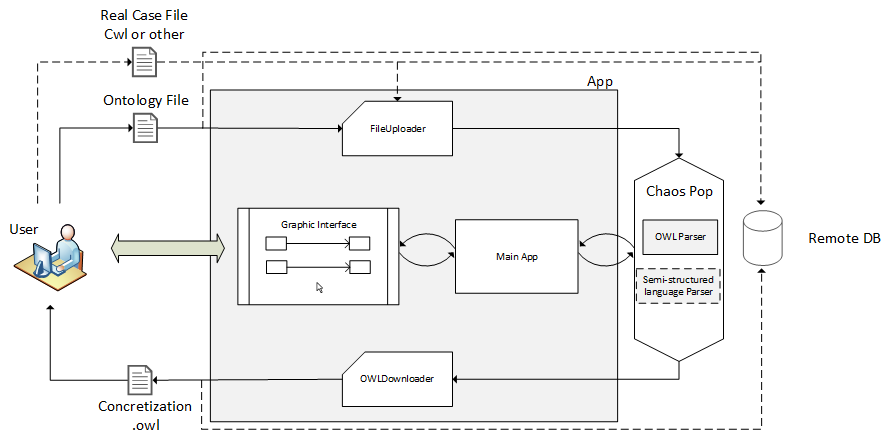 Real Case File
Cwl or other
App
Ontology File
FileUploader
Chaos Pop
User
Graphic Interface
OWL Parser
Main App
Remote DB
Semi-structured
language Parser
OWLDownloader
Concretization
.owl